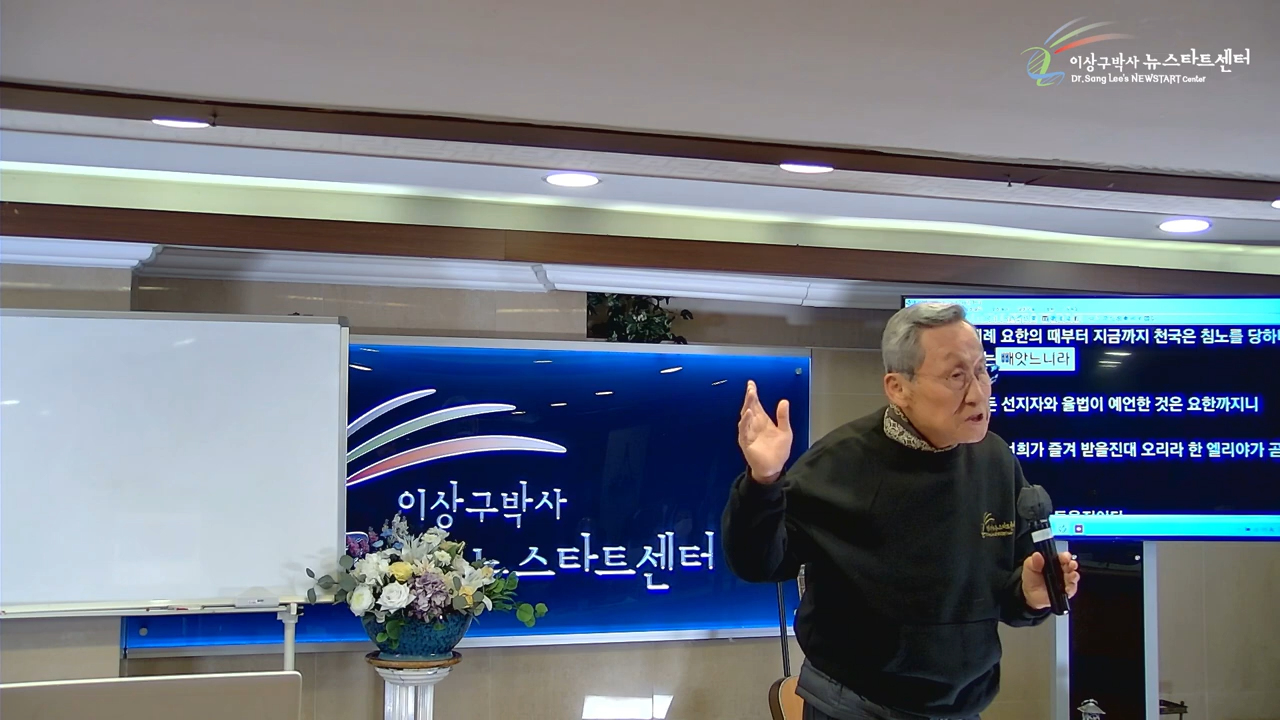 이상구박사 뉴스타트센터
Dr. Sang Lee's NEWSTART Center
례 요한의 때부터 지금까지 천국은 침노를 당하
는 빼앗느니라
선지자와 율법이 예언한 것은 요한까지니
너희가 즐겨 받을진대 오리라 한 엘리야가 곧
이상구박사
뉴스타트센터